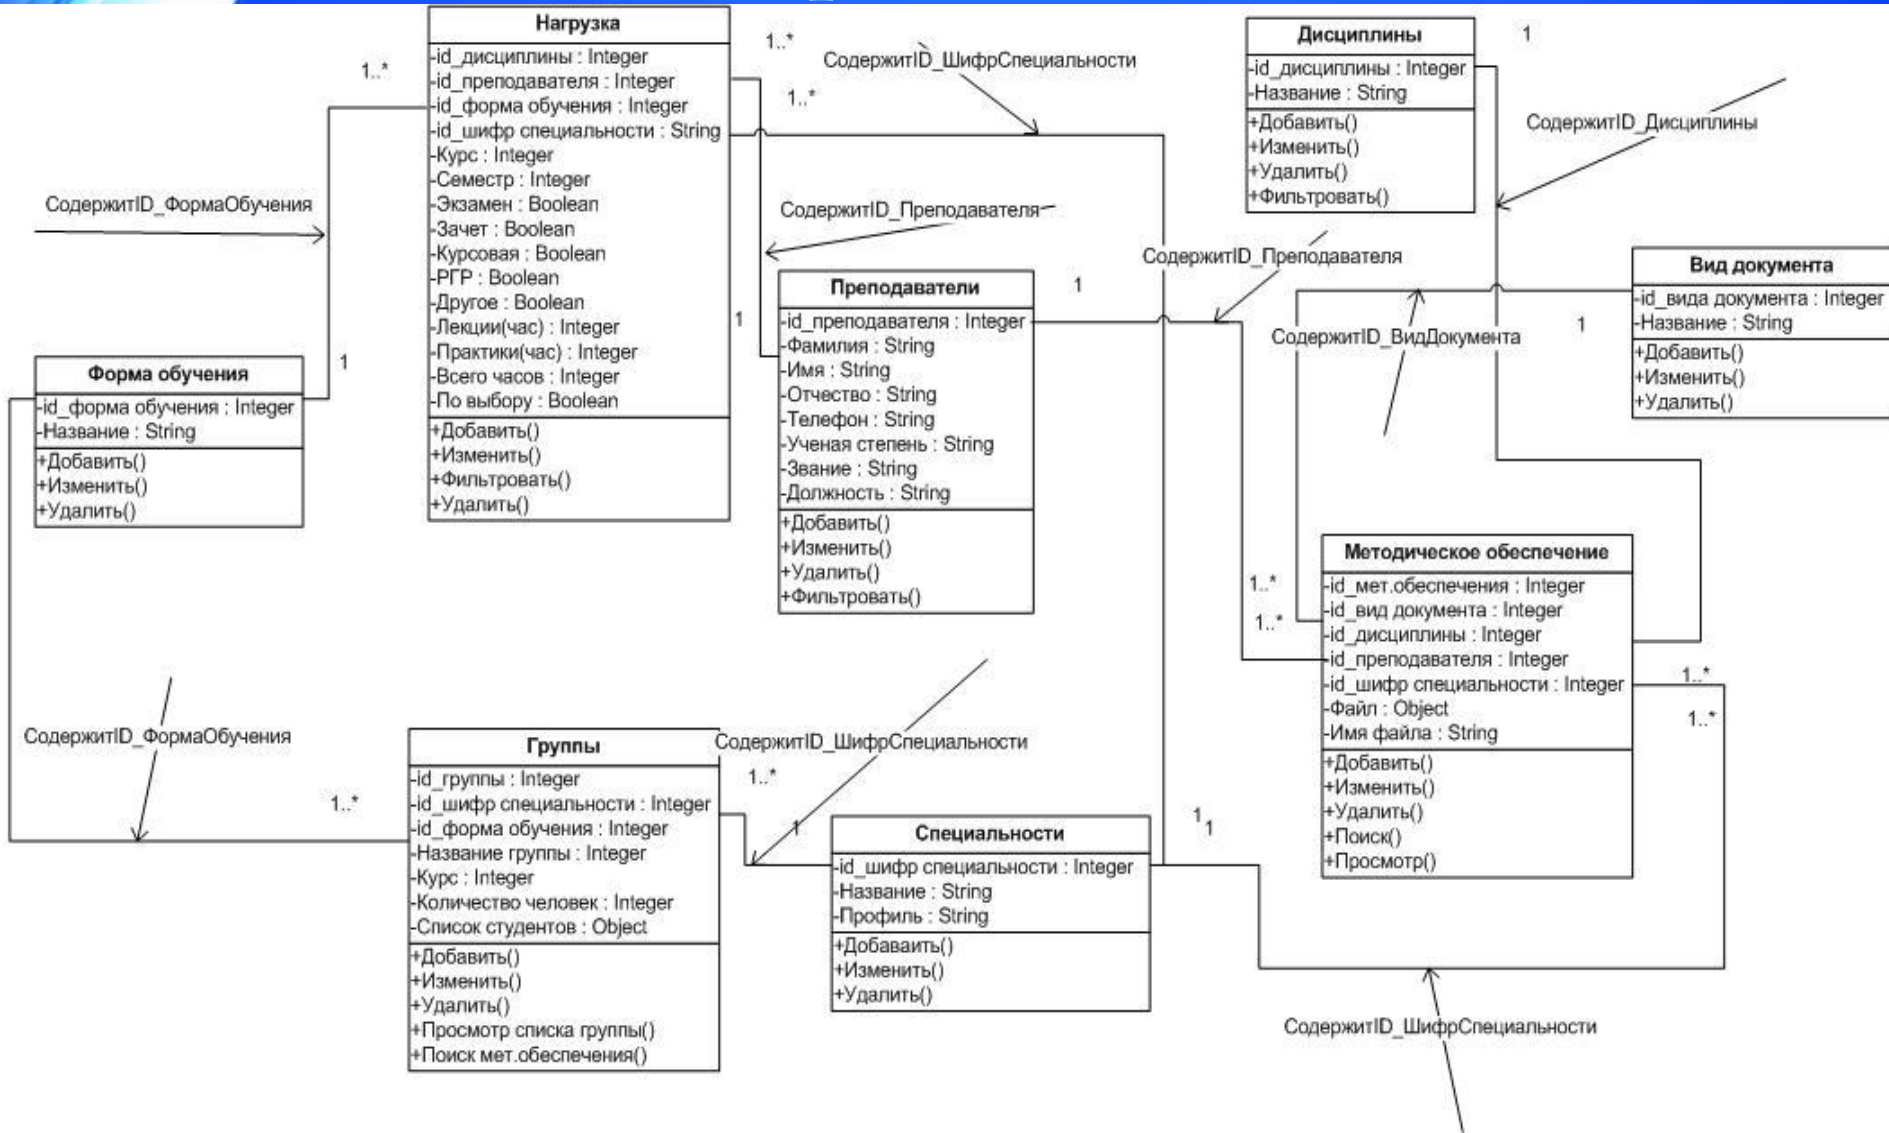 Нагрузка
-id_дисциплины : Integer
-id_преподавателя : Integer
-id_форма обучения : Integer
-id_шифр специальности : String
-Курс : Integer
-Семестр : Integer
-Экзамен : Boolean
-Зачет : Boolean
-Курсовая : Boolean
-РГР : Boolean
-Другое : Boolean
-Лекции(час) : Integer
-Практики(час) : Integer
-Всего часов : Integer
-По выбору : Boolean
+Добавить()
+Изменить()
+Фильтровать()
+Удалить()
1..*
1..*
1..*
СодержитID_ШифрСпециальности
Дисциплины
-id_дисциплины : Integer
-Название : String
+Добавить()
+Изменить()
+Удалить()
+Фильтровать()
1
СодержитID_Дисциплины
СодержитID_ФормаОбучения
СодержитID_Преподавателя
СодержитID_Преподавателя
Вид документа
-id_вида документа : Integer
-Название : String
+Добавить()
+Изменить()
+Удалить()
1
СодержитID_ВидДокумента
Преподаватели
-id_преподавателя : Integer
-Фамилия : String
-Имя : String
-Отчество : String
-Телефон : String
-Ученая степень : String
-Звание : String
-Должность : String
+Добавить()
+Изменить()
+Удалить()
+Фильтровать()
1
1
1
Форма обучения
-id_форма обучения : Integer
-Название : String
+Добавить()
+Изменить()
+Удалить()
Методическое обеспечение
-id_мет.обеспечения : Integer
-id_вид документа : Integer
-id_дисциплины : Integer
-id_преподавателя : Integer
-id_шифр специальности : Integer
-Файл : Object
-Имя файла : String
+Добавить()
+Изменить()
+Удалить()
+Поиск()
+Просмотр()
1..*
1..*
1..*
1..*
СодержитID_ФормаОбучения
1..*
Группы
-id_группы : Integer
-id_шифр специальности : Integer
-id_форма обучения : Integer
-Название группы : Integer
-Курс : Integer
-Количество человек : Integer
-Список студентов : Object
+Добавить()
+Изменить()
+Удалить()
+Просмотр списка группы()
+Поиск мет.обеспечения()
СодержитID_ШифрСпециальности
1..*
1
Специальности
-id_шифр специальности : Integer
-Название : String
-Профиль : String
+Добаваить()
+Изменить()
+Удалить()
1
1
СодержитID_ШифрСпециальности